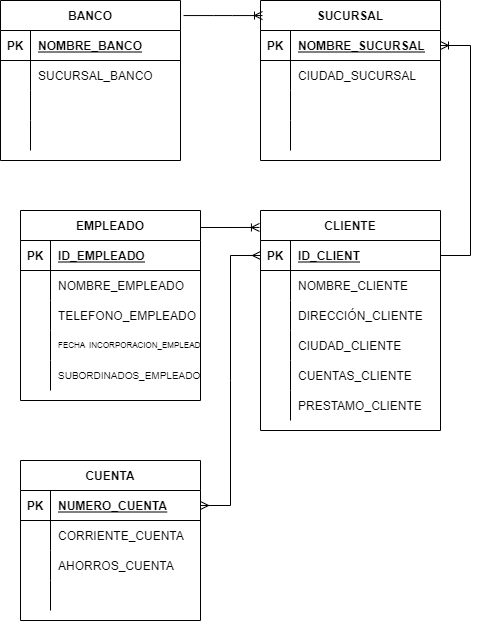 BANCO
PK NOMBRE_BANCO
SUCURSAL_BANCO
SUCURSAL
PK NOMBRE_SUCURSAL
CIUDAD_SUCURSAL
EMPLEADO
PK ID_EMPLEADO
NOMBRE_EMPLEADO
TELEFONO_EMPLEADO
FECHA INCORPORACION_EMPLEAD
SUBORDINADOS_EMPLEADO
CLIENTE
PK ID_CLIENT
NOMBRE_CLIENTE
DIRECCIÓN_CLIENTE
CIUDAD_CLIENTE
CUENTAS_CLIENTE
PRESTAMO_CLIENTE
CUENTA
PK NUMERO_CUENTA
CORRIENTE_CUENTA
AHORROS_CUENTA